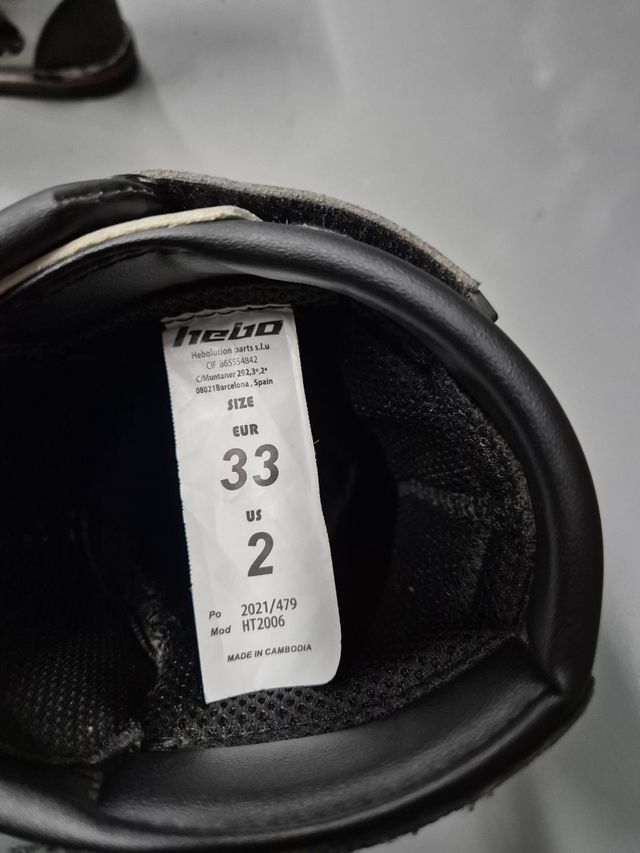 hebo
Hebolution parts s.l.u
CIF B65554842
C/Muntaner 292,3º,2ª
08021Barcelona , Spain
SIZE
EUR
33
US
2
Po 2021/479
Mod HT2006
MADE IN CAMBODIA